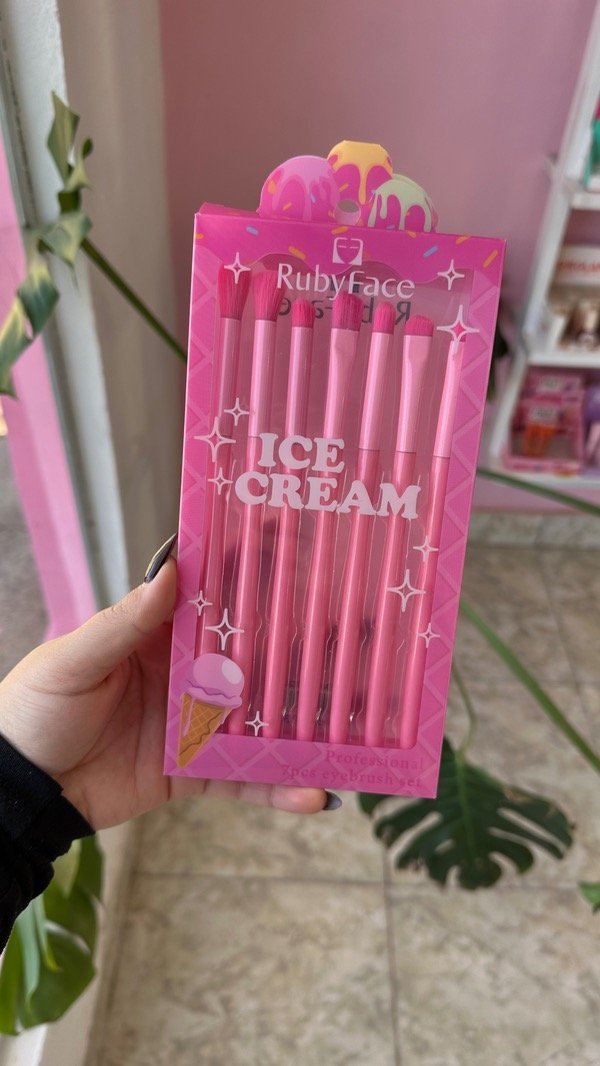 RubyFace
ICE
CREAM
Professional
7pcs eyebrush set